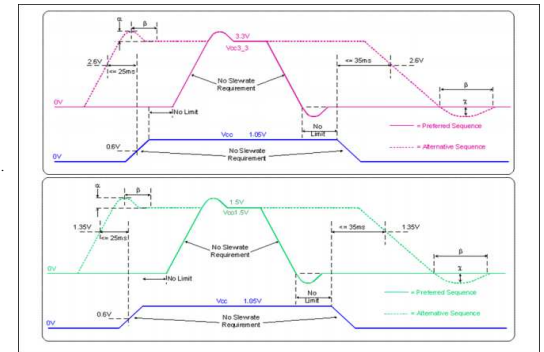 α
β
3.3V
Vcc3_3
2.6V
<= 25ms
<= 35ms
2.6V
β
No Slewrate
Requirement
α
0V
No Limit
No
Limit
= Preferred Sequence
Vcc 1.05V
= Alternative Sequence
0.6V
No Slewrate
Requirement
0V
α
β
1.5V
Vcc1.5V
1.35V
<= 25ms
<= 35ms
1.35V
β
No Slewrate
Requirement
α
0V
No Limit
No
Limit
= Preferred Sequence
Vcc 1.05V
= Alternative Sequence
0.6V
No Slewrate
Requirement
0V